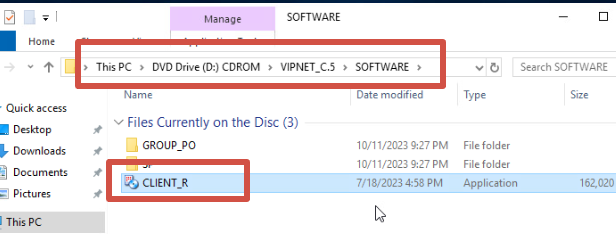 Manage
SOFTWARE
Home
Share
View
This PC > DVD Drive (D:) CDROM > VIPNET_C.5 > SOFTWARE >
Search SOFTWARE
Name
Date modified
Type
Size
Quick access
Files Currently on the Disc (3)
Desktop
GROUP_PO
10/11/2023 9:27 PM
File folder
Downloads
10/11/2023 9:27 PM
File folder
Documents
CLIENT_R
7/18/2023 4:58 PM
Application
162,020
Pictures
This PC